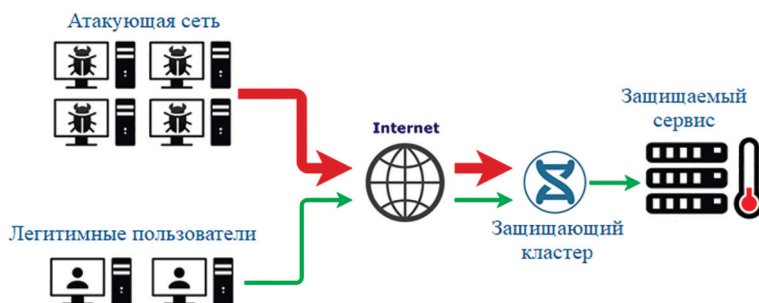 Атакующая сеть
Internet
Защищаемый
сервис
Легитимные пользователи
Защищающий
кластер